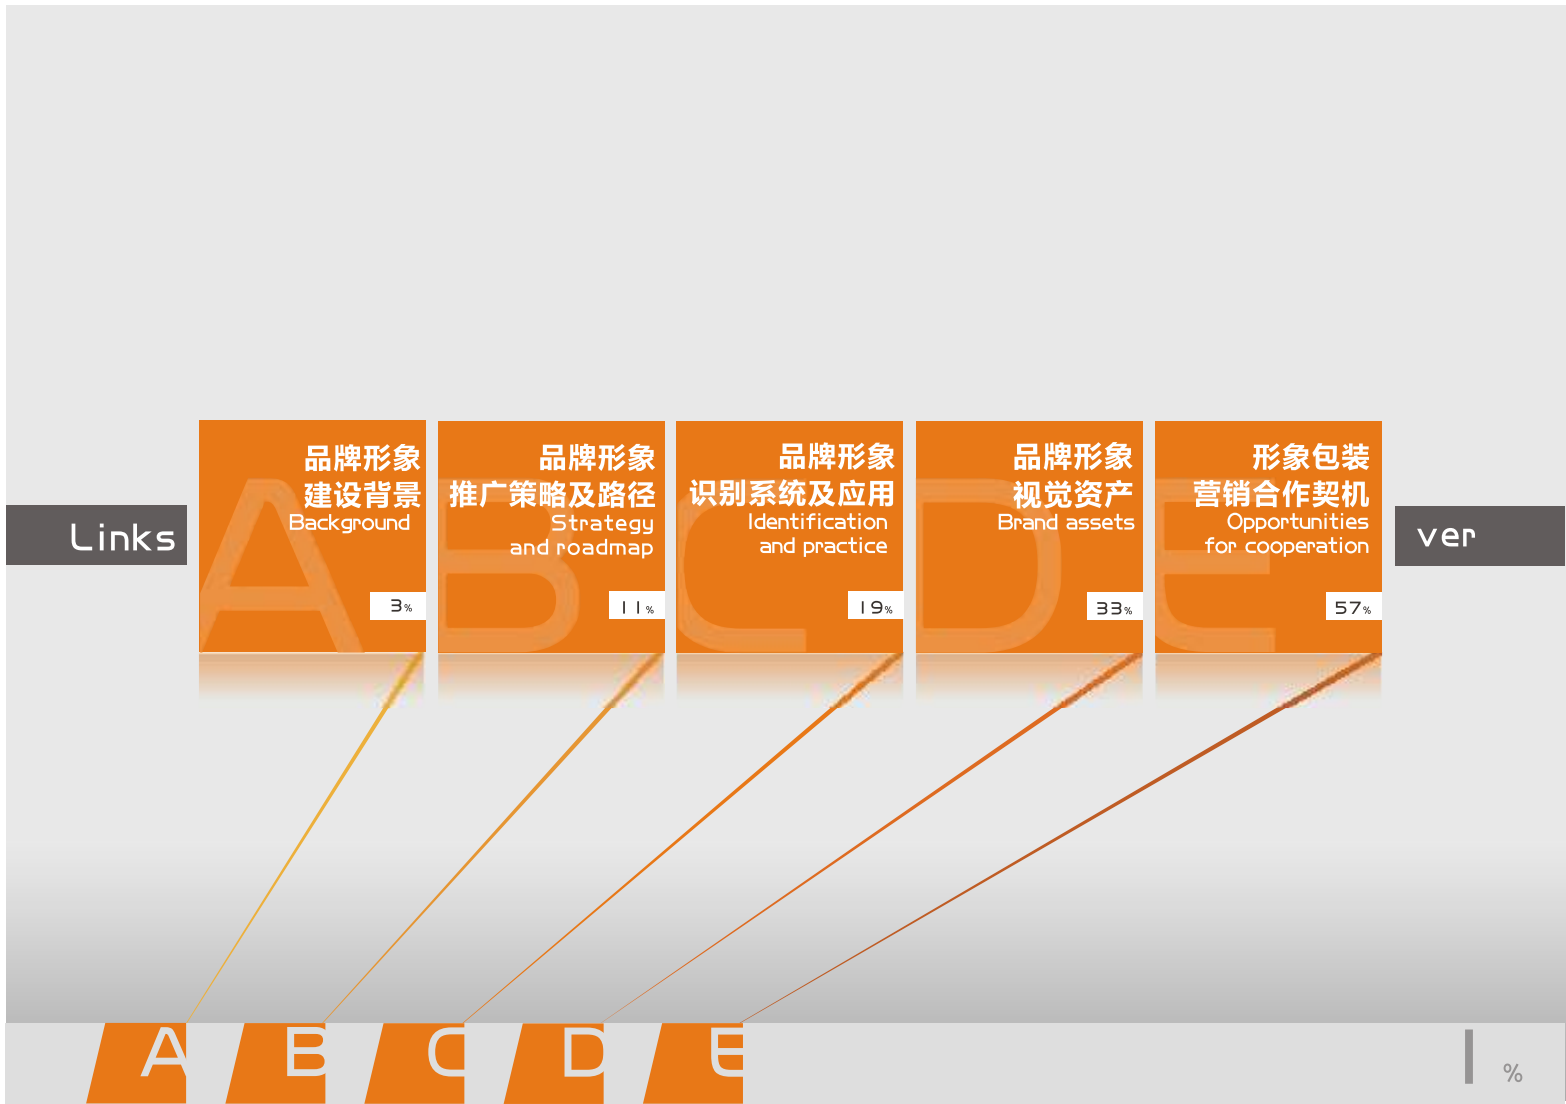 Links
品牌形象
建设背景
Background
3%
品牌形象
推广策略及路径
Strategy
and roadmap
11%
品牌形象
识别系统及应用
Identification
and practice
19%
品牌形象
视觉资产
Brand assets
33%
形象包装
营销合作契机
Opportunities
for cooperation
57%
ver
A
B
C
D
E
A
B
C
D
E
1%